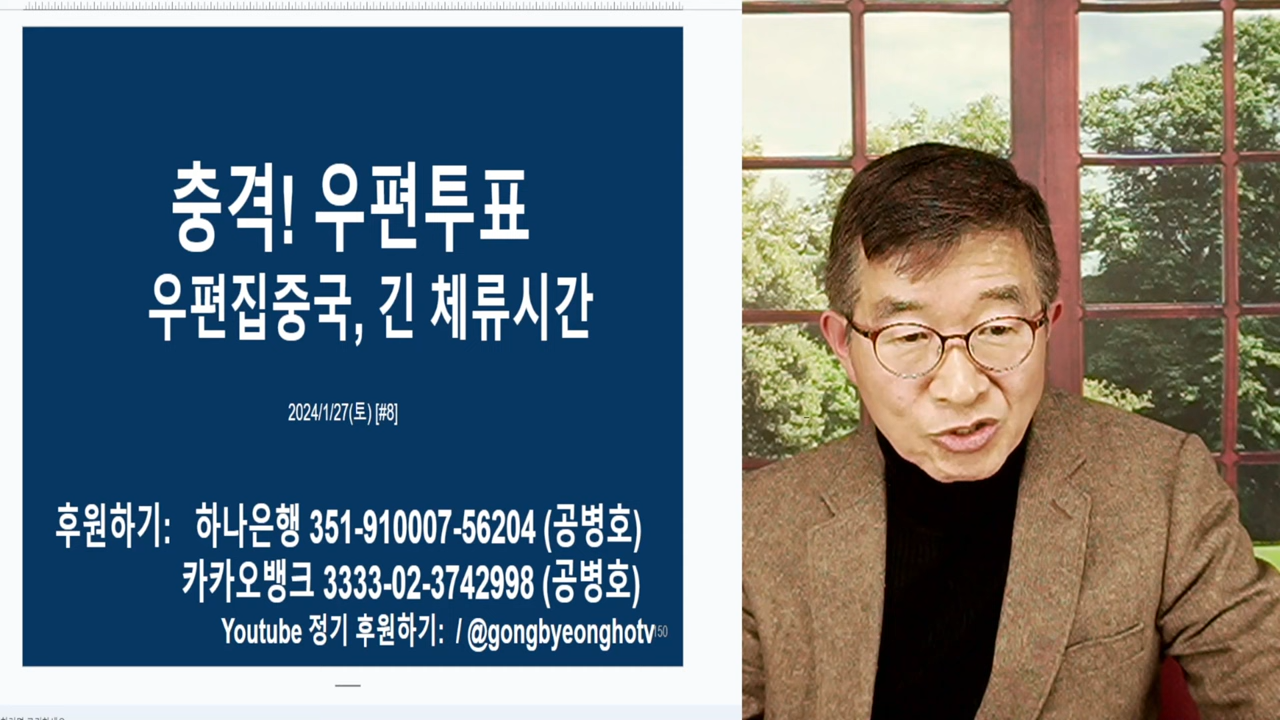 충격! 우편투표
우편집중국, 긴 체류시간
2024/1/27(토) [#8]
후원하기: 하나은행 351-910007-56204 (공병호)
카카오뱅크 3333-02-3742998 (공병호)
Youtube 정기 후원하기: / @gongbyeonghotv
150